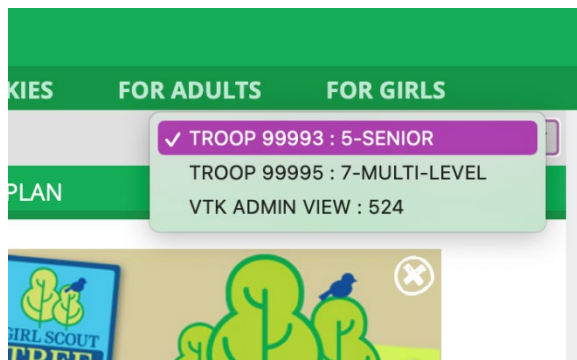 KIES FOR ADULTS FOR GIRLS
✓ TROOP 99993 : 5-SENIOR
TROOP 99995 : 7-MULTI-LEVEL
PLAN
VTK ADMIN VIEW : 524
GIRL SCOUT
TREE